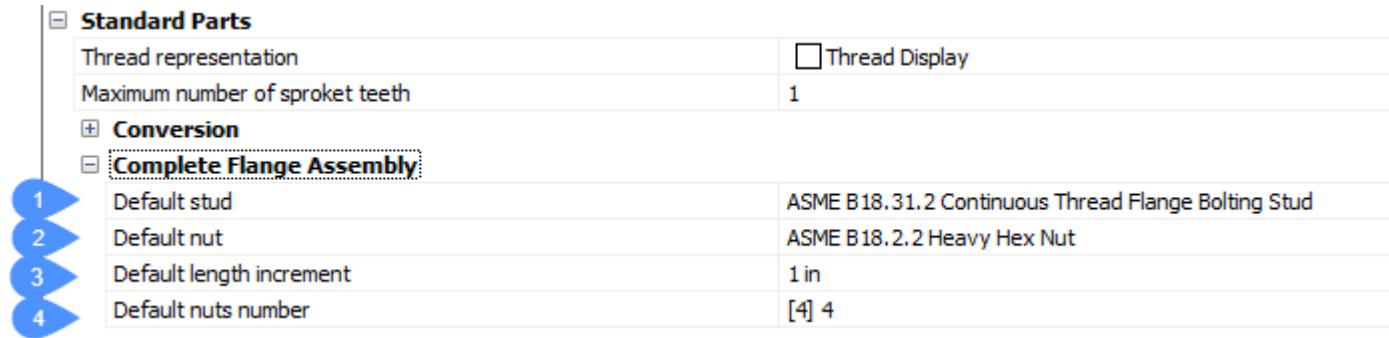 Standard Parts
Thread representation Thread Display
Maximum number of sproket teeth 1
Conversion
Complete Flange Assembly
1 Default stud ASME B18.31.2 Continuous Thread Flange Bolting Stud
2 Default nut ASME B18.2.2 Heavy Hex Nut
3 Default length increment 1 in
4 Default nuts number [4] 4